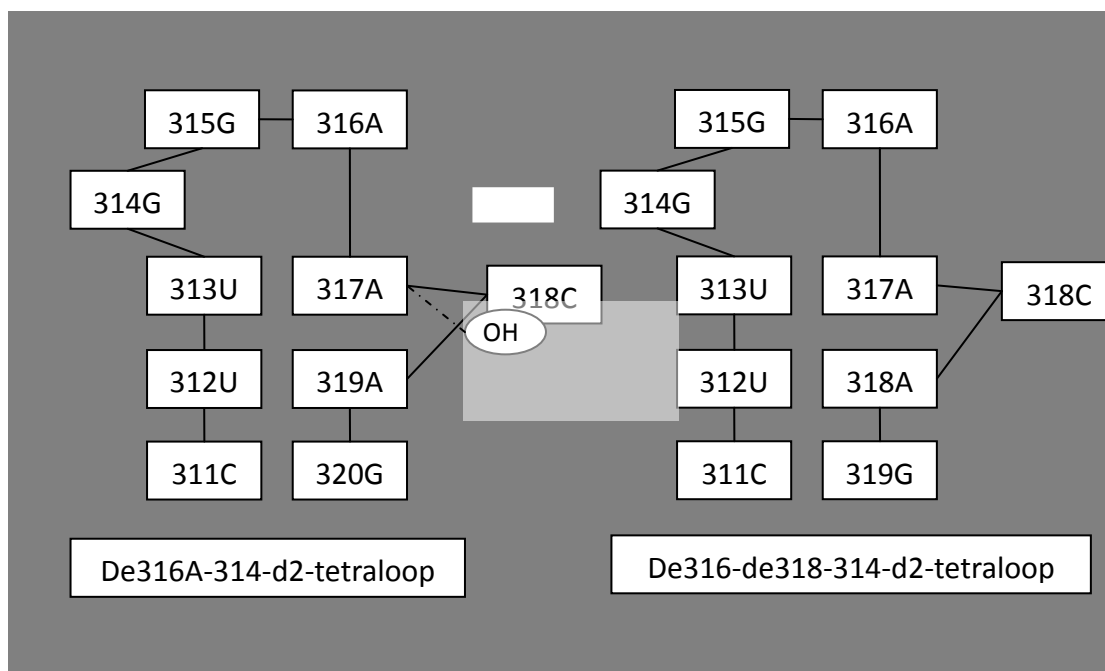 315G 316A 315G 316A
314G 314G
313U 317A 318C 313U 317A 318C
OH
312U 319A 312U 318A
311C 320G 311C 319G
De316A-314-d2-tetraloop De316-de318-314-d2-tetraloop